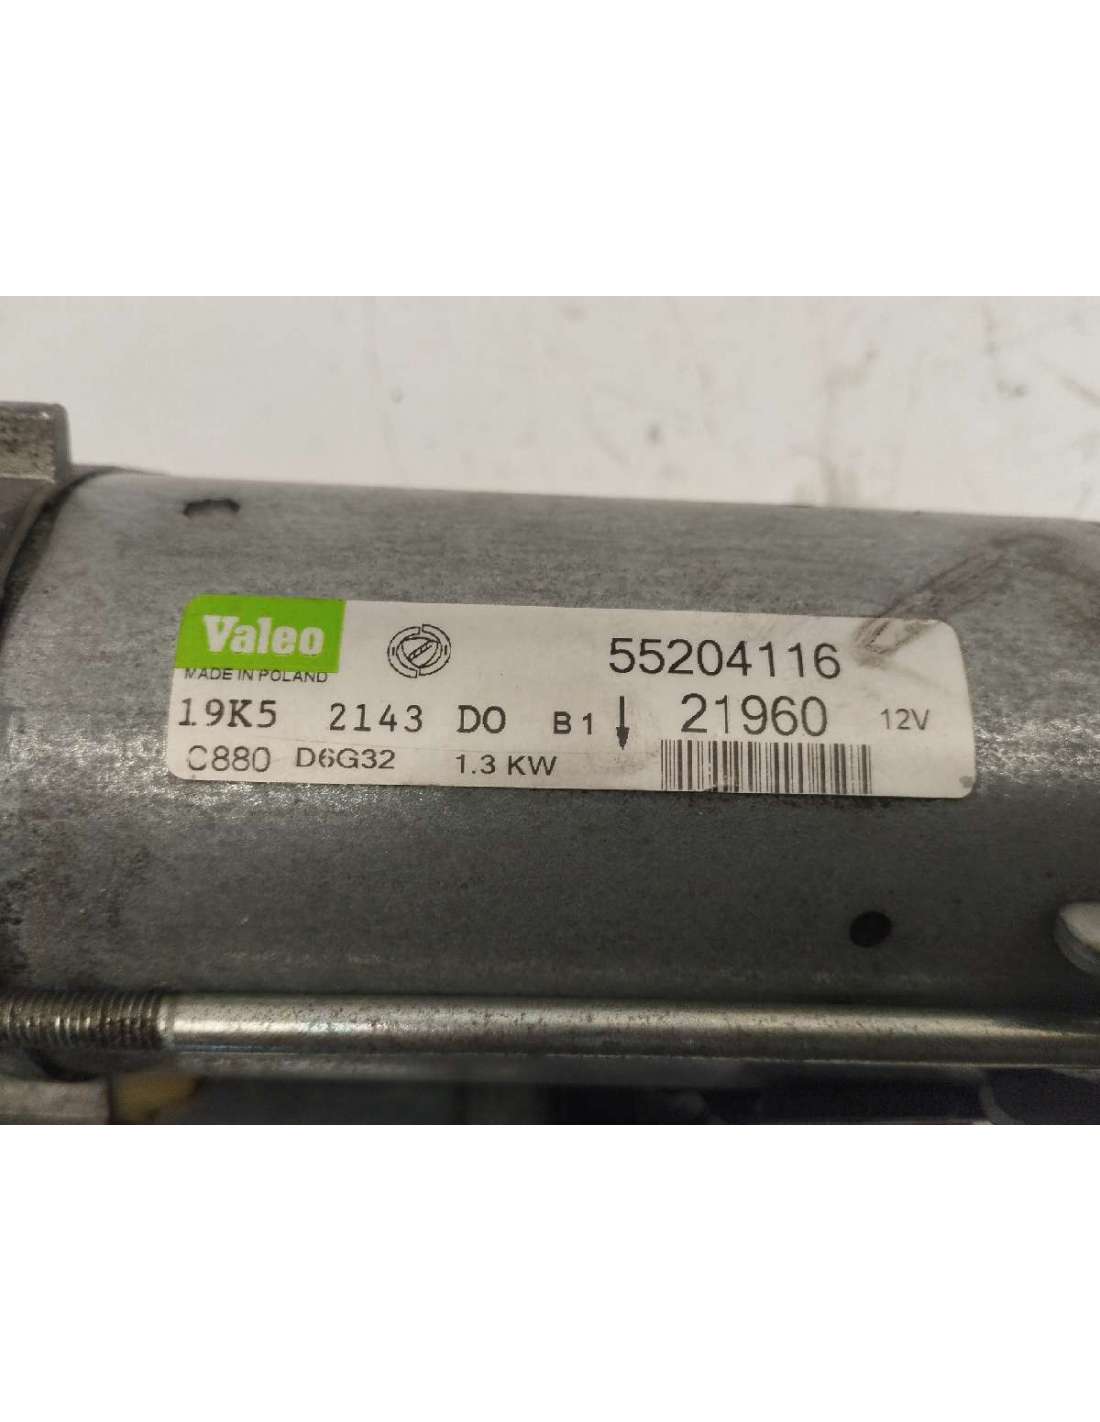 Valeo
MADE IN POLAND
55204116
19K5 2143 DO B1 21960 12V
C880 D6G32 1.3 KW